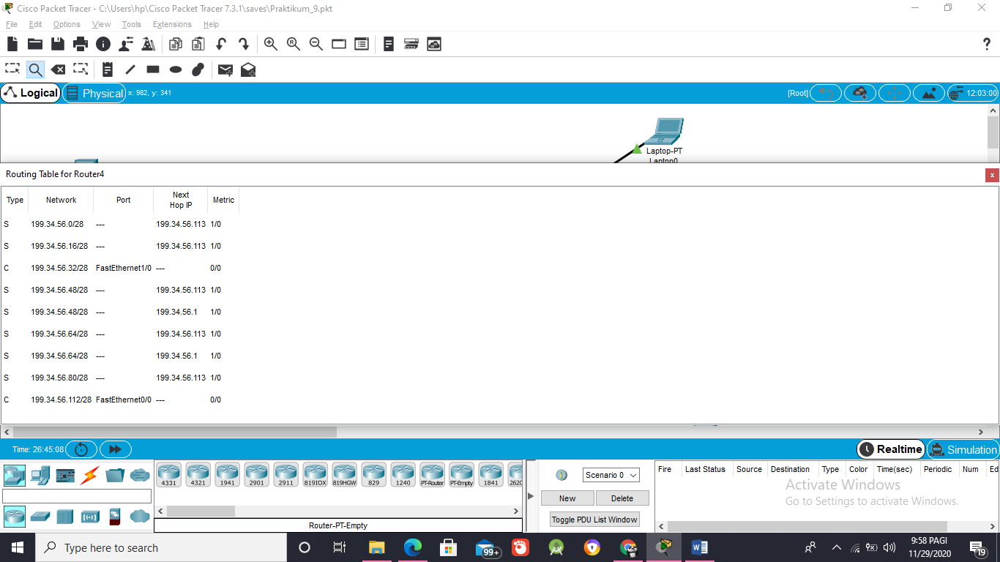 Cisco Packet Tracer - C:\Users\hp\Cisco Packet Tracer 7.3.1\saves\Praktikum_9.pkt
File Edit Options View Tools Extensions Help
Logical Physical x: 982, y: 341 [Root] 12:03:00
Laptop-PT
Laptop0
Routing Table for Router4
Type Network Port Next Hop IP Metric
S 199.34.56.0/28 --- 199.34.56.113 1/0
S 199.34.56.16/28 --- 199.34.56.113 1/0
C 199.34.56.32/28 FastEthernet1/0 --- 0/0
S 199.34.56.48/28 --- 199.34.56.113 1/0
S 199.34.56.48/28 --- 199.34.56.1 1/0
S 199.34.56.64/28 --- 199.34.56.113 1/0
S 199.34.56.64/28 --- 199.34.56.1 1/0
S 199.34.56.80/28 --- 199.34.56.113 1/0
C 199.34.56.112/28 FastEthernet0/0 --- 0/0
Time: 26:45:08 Realtime Simulation
4331 4321 1941 2901 2911 819IOX 819HGW 829 1240 PT-Router PT-Empty 1841 2620
Router-PT-Empty
Scenario 0
New Delete
Toggle PDU List Window
Fire Last Status Source Destination Type Color Time(sec) Periodic Num Ed
Activate Windows
Go to Settings to activate Windows.
Type here to search
99+
9:58 PAGI
11/29/2020
19